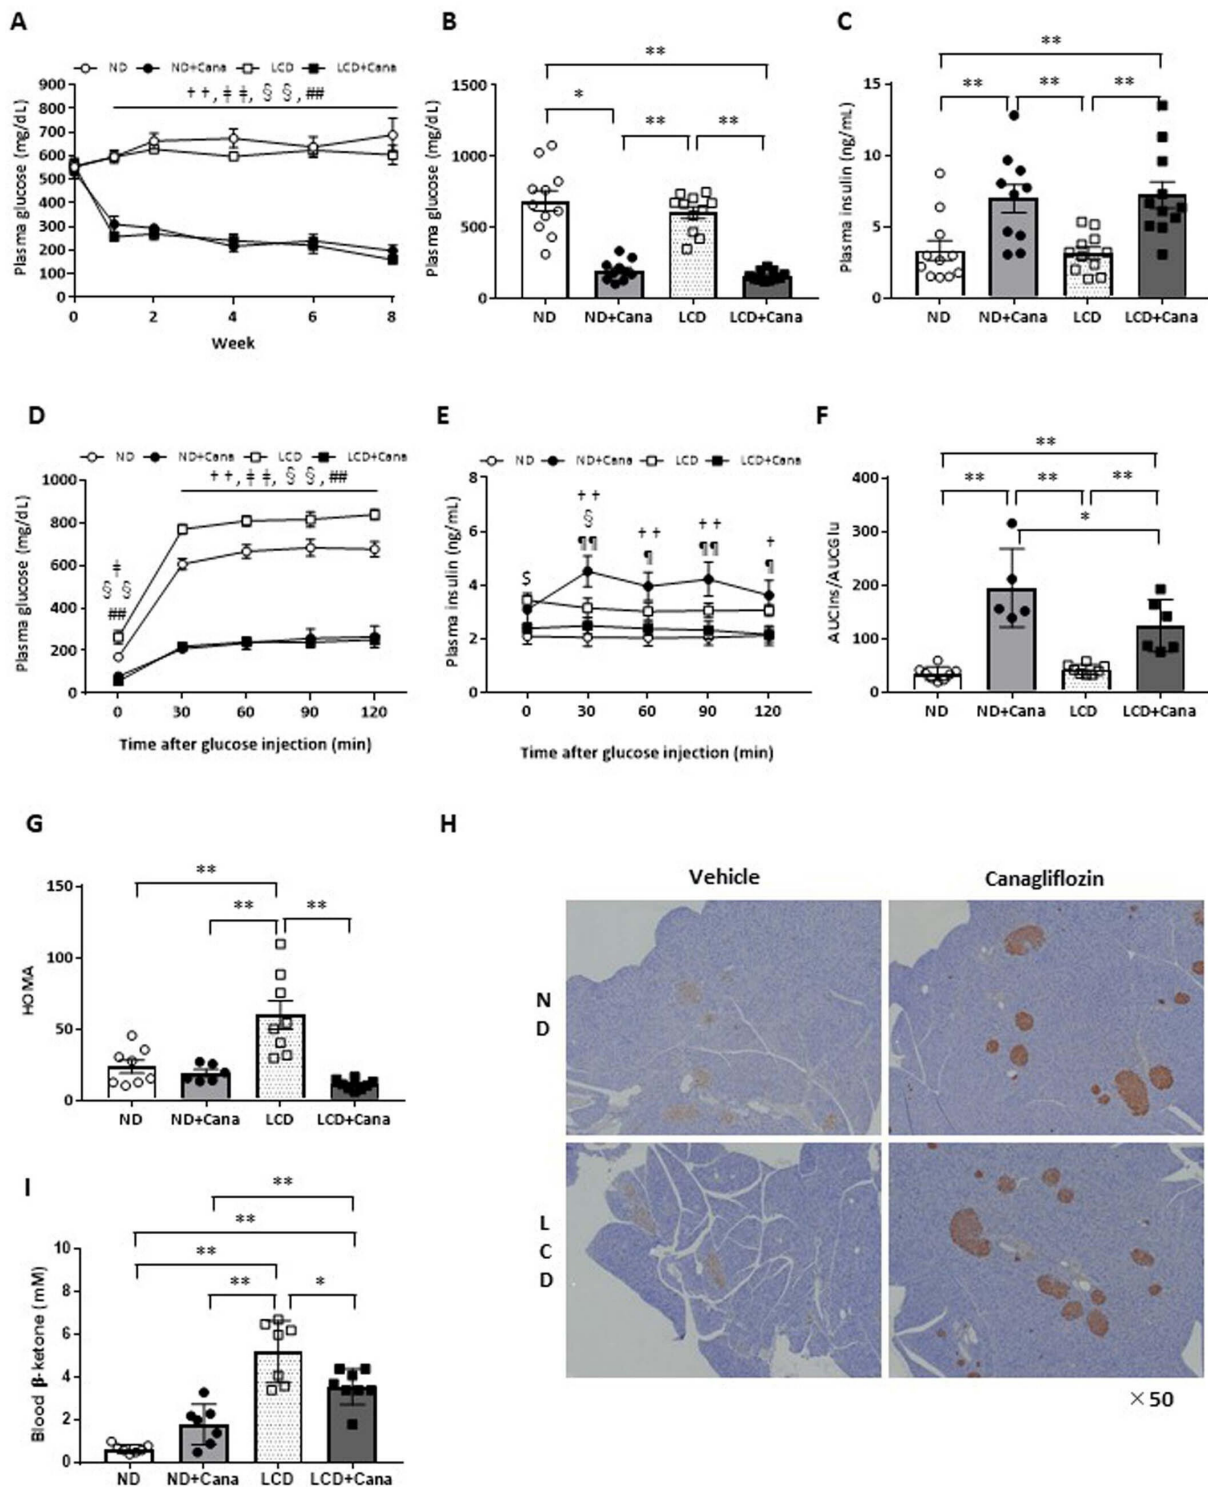 A
ND ND+Cana LCD LCD+Cana
††, ‡‡, § §, ##
Plasma glucose (mg/dL)
900
800
700
600
500
400
300
200
100
0
0 2 4 6 8
Week
B
**
*
** **
Plasma glucose (mg/dL)
1500
1000
500
0
ND ND+Cana LCD LCD+Cana
C
**
** ** **
Plasma insulin (ng/mL)
15
10
5
0
ND ND+Cana LCD LCD+Cana
D
ND ND+Cana LCD LCD+Cana
††, ‡‡, § §, ##
Plasma glucose (mg/dL)
1000
800
600
400
200
0
‡
§ §
##
0 30 60 90 120
Time after glucose injection (min)
E
ND ND+Cana LCD LCD+Cana
Plasma insulin (ng/mL)
8
6
4
2
0
$
††
§
¶¶
††
¶
††
¶¶
†
¶
0 30 60 90 120
Time after glucose injection (min)
F
**
** ** **
*
AUCIns/AUCGlu
400
300
200
100
0
ND ND+Cana LCD LCD+Cana
G
**
** **
HOMA
150
100
50
0
ND ND+Cana LCD LCD+Cana
H
Vehicle Canagliflozin
N
D
L
C
D
×50
I
**
**
**
** *
Blood β-ketone (mM)
10
8
6
4
2
0
ND ND+Cana LCD LCD+Cana